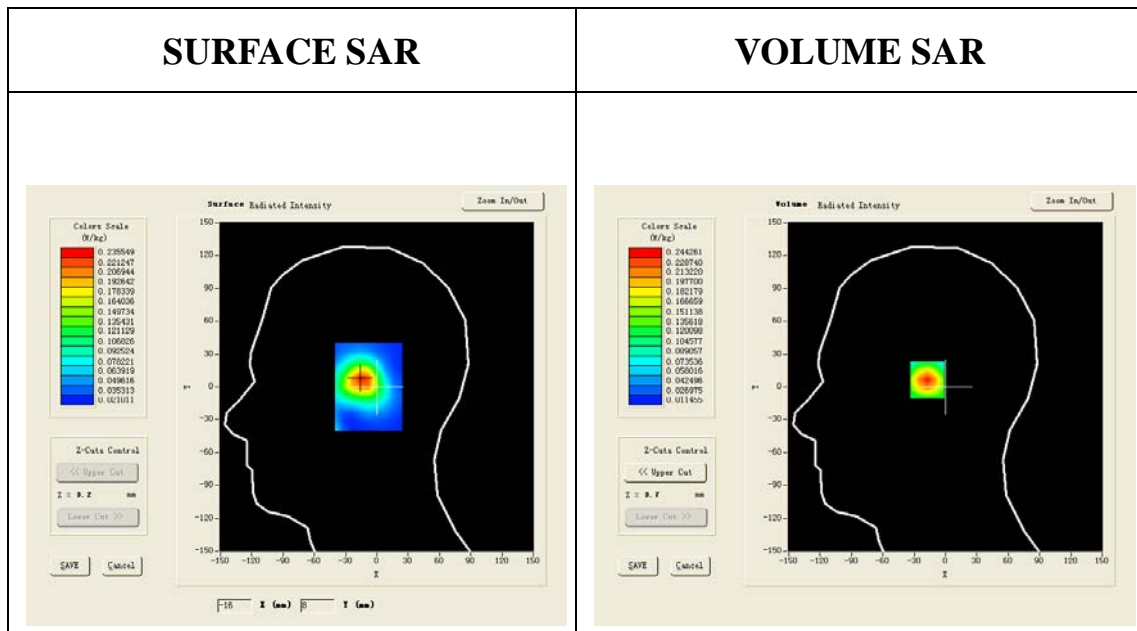 SURFACE SAR
VOLUME SAR
Surface Radiated Intensity
Zoom In/Out
Colors Scale
(W/kg)
0.235549
0.221247
0.206944
0.192642
0.178339
0.164036
0.149734
0.135431
0.121129
0.106826
0.092524
0.078221
0.063919
0.049616
0.035313
0.021011
150
120
90
60
30
0
-30
-60
-90
-120
-150
Y
-150 -120 -90 -60 -30 0 30 60 90 120 150
X
Z-Cuts Control
<< Upper Cut
mm
Lower Cut >>
SAVE
Cancel
-16 X (mm) 8 Y (mm)
Volume Radiated Intensity
Zoom In/Out
Colors Scale
(W/kg)
0.244261
0.228740
0.213220
0.197700
0.182179
0.166659
0.151138
0.135618
0.120098
0.104577
0.089057
0.073536
0.058016
0.042496
0.026975
0.011455
150
120
90
60
30
0
-30
-60
-90
-120
-150
Y
-150 -120 -90 -60 -30 0 30 60 90 120 150
X
Z-Cuts Control
<< Upper Cut
mm
Lower Cut >>
SAVE
Cancel